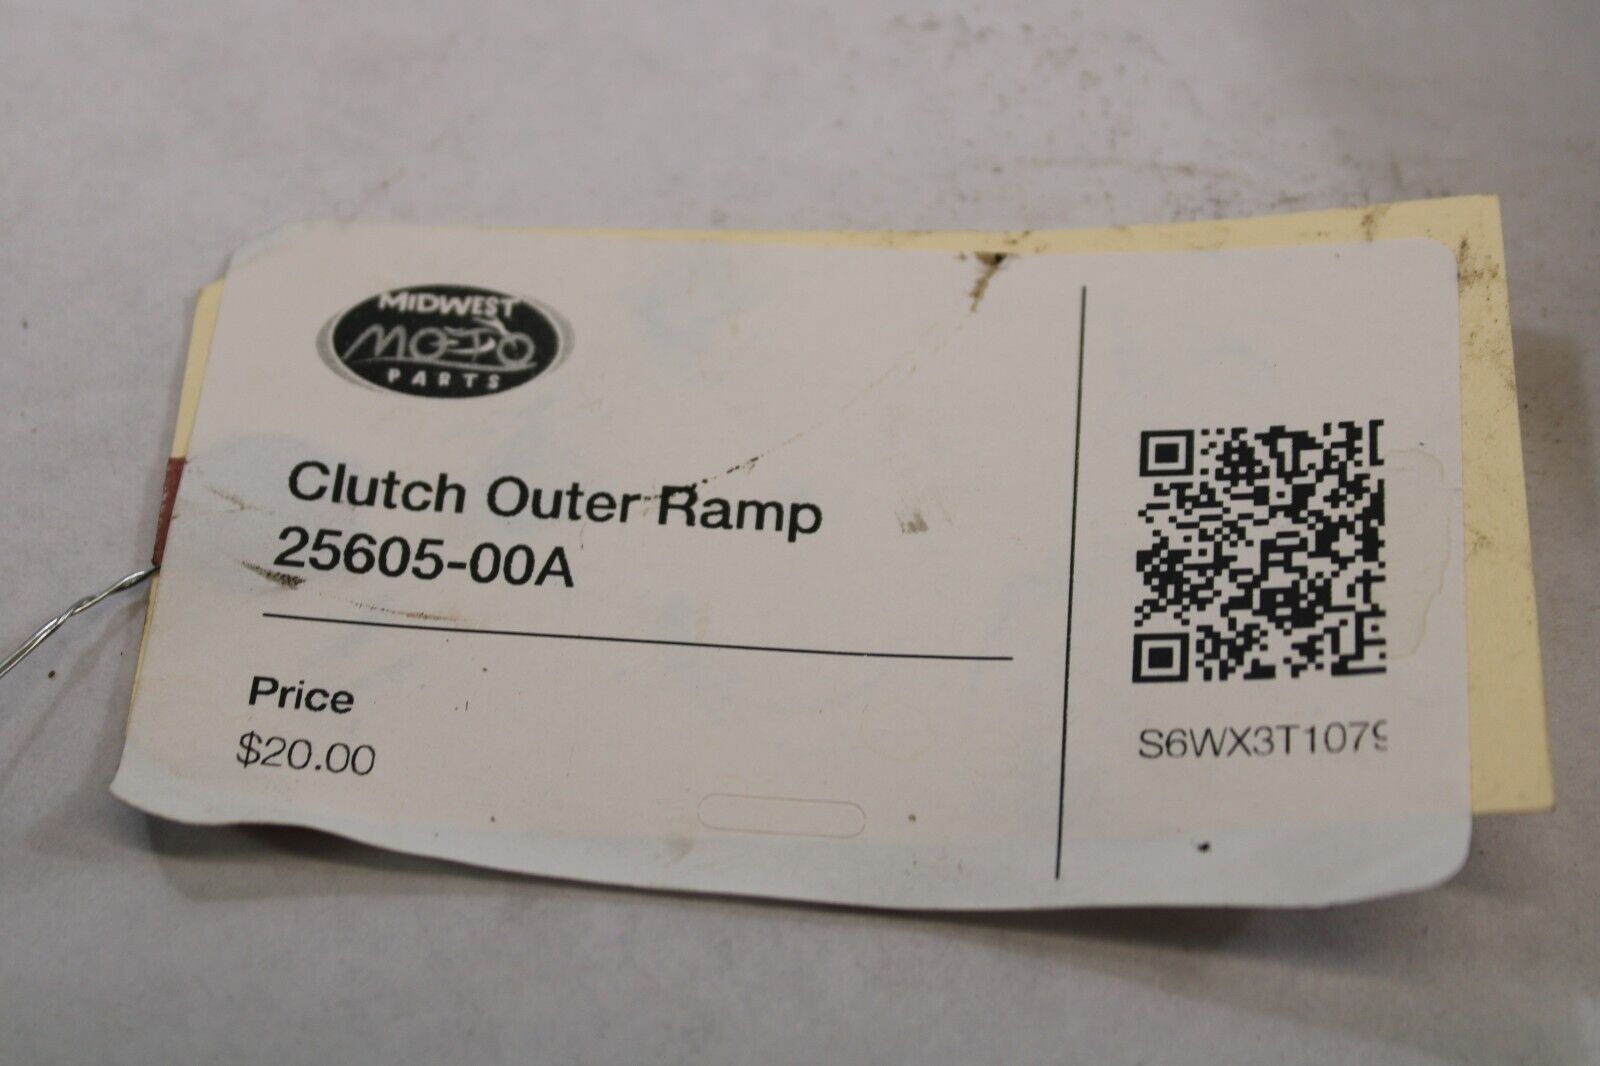 MIDWEST
MOTO
PARTS
Clutch Outer Ramp
25605-00A
Price
$20.00
S6WX3T1079